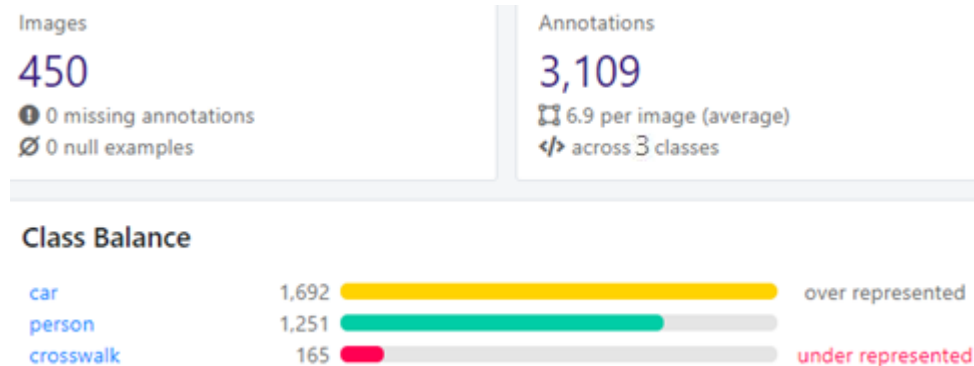 Images
450
0 missing annotations
0 null examples
Annotations
3,109
6.9 per image (average)
</> across 3 classes
Class Balance
car 1,692 over represented
person 1,251
crosswalk 165 under represented